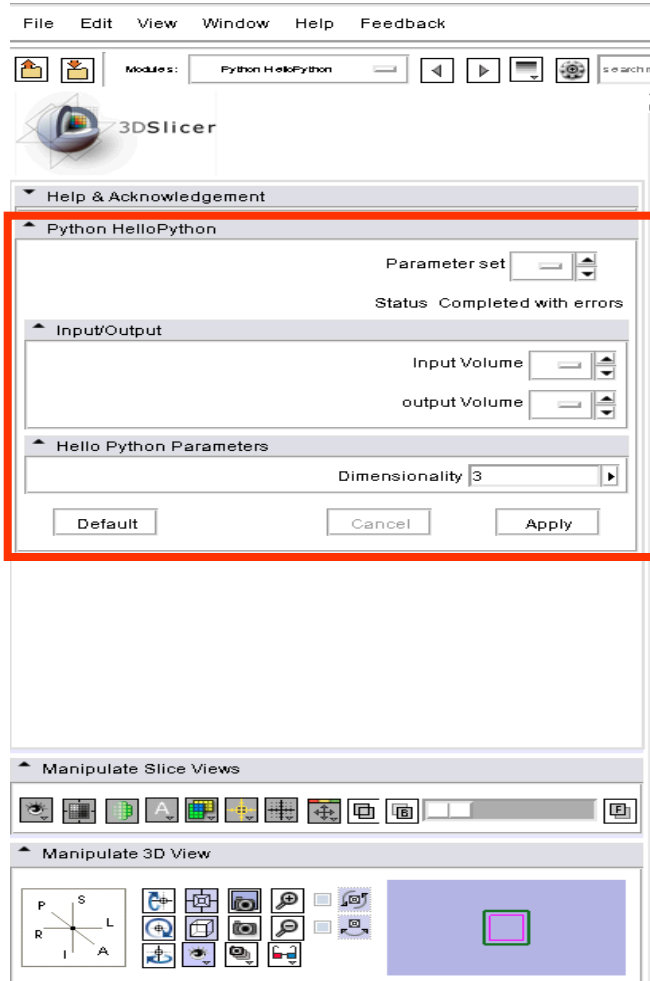 File Edit View Window Help Feedback
Modules: Python HelloPython
3DSlicer
Help & Acknowledgement
Python HelloPython
Parameter set
Status Completed with errors
Input/Output
Input Volume
output Volume
Hello Python Parameters
Dimensionality 3
Default Cancel Apply
Manipulate Slice Views
A B F
Manipulate 3D View
P S
R L
I A